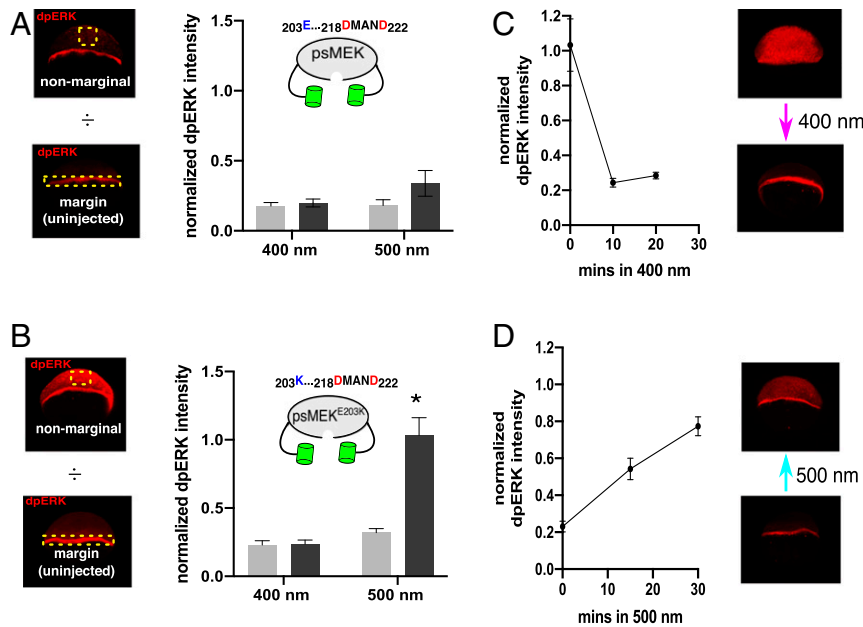 A
dpERK
non-marginal
÷
dpERK
margin
(uninjected)
normalized dpERK intensity
1.5
1.0
0.5
0.0
203E...218DMAND222
psMEK
400 nm
500 nm
C
normalized
dpERK intensity
1.2
1.0
0.8
0.6
0.4
0.2
0.0
0
10
20
30
mins in 400 nm
400 nm
B
dpERK
non-marginal
÷
dpERK
margin
(uninjected)
normalized dpERK intensity
1.5
1.0
0.5
0.0
203K...218DMAND222
*
psMEKE203K
400 nm
500 nm
D
normalized
dpERK intensity
1.2
1.0
0.8
0.6
0.4
0.2
0.0
0
10
20
30
mins in 500 nm
500 nm